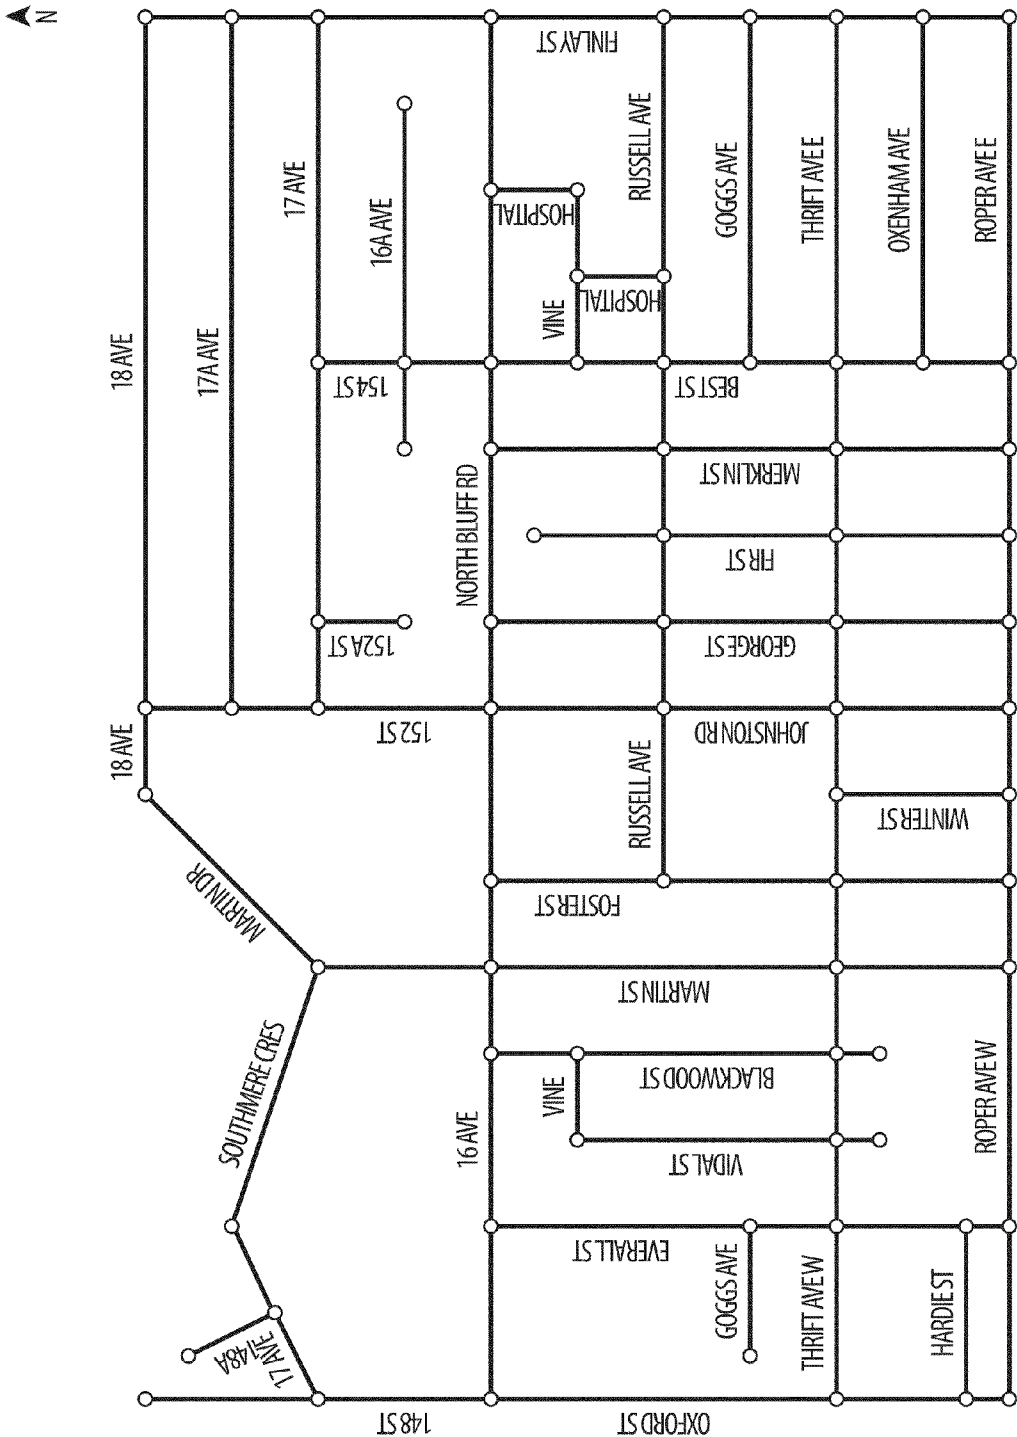 N
FINLAY ST
18 AVE
17A AVE
17 AVE
16A AVE
154 ST
HOSPITAL
VINE
HOSPITAL
RUSSELL AVE
GOGGS AVE
THRIFT AVE E
OXENHAM AVE
ROPER AVE E
BEST ST
MERKLIN ST
NORTH BLUFF RD
FIR ST
152A ST
GEORGE ST
18 AVE
152 ST
JOHNSTON RD
RUSSELL AVE
WINTER ST
MARTIN DR
FOSTER ST
MARTIN ST
SOUTHMERE CRES
16 AVE
VINE
BLACKWOOD ST
VIDAL ST
ROPER AVE W
EVERALL ST
GOGGS AVE
THRIFT AVE W
HARDIE ST
148A
17 AVE
148 ST
OXFORD ST